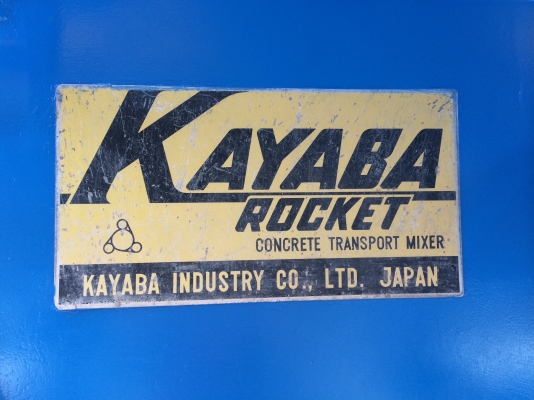 KAYABA
ROCKET
CONCRETE TRANSPORT MIXER
KAYABA INDUSTRY CO., LTD. JAPAN